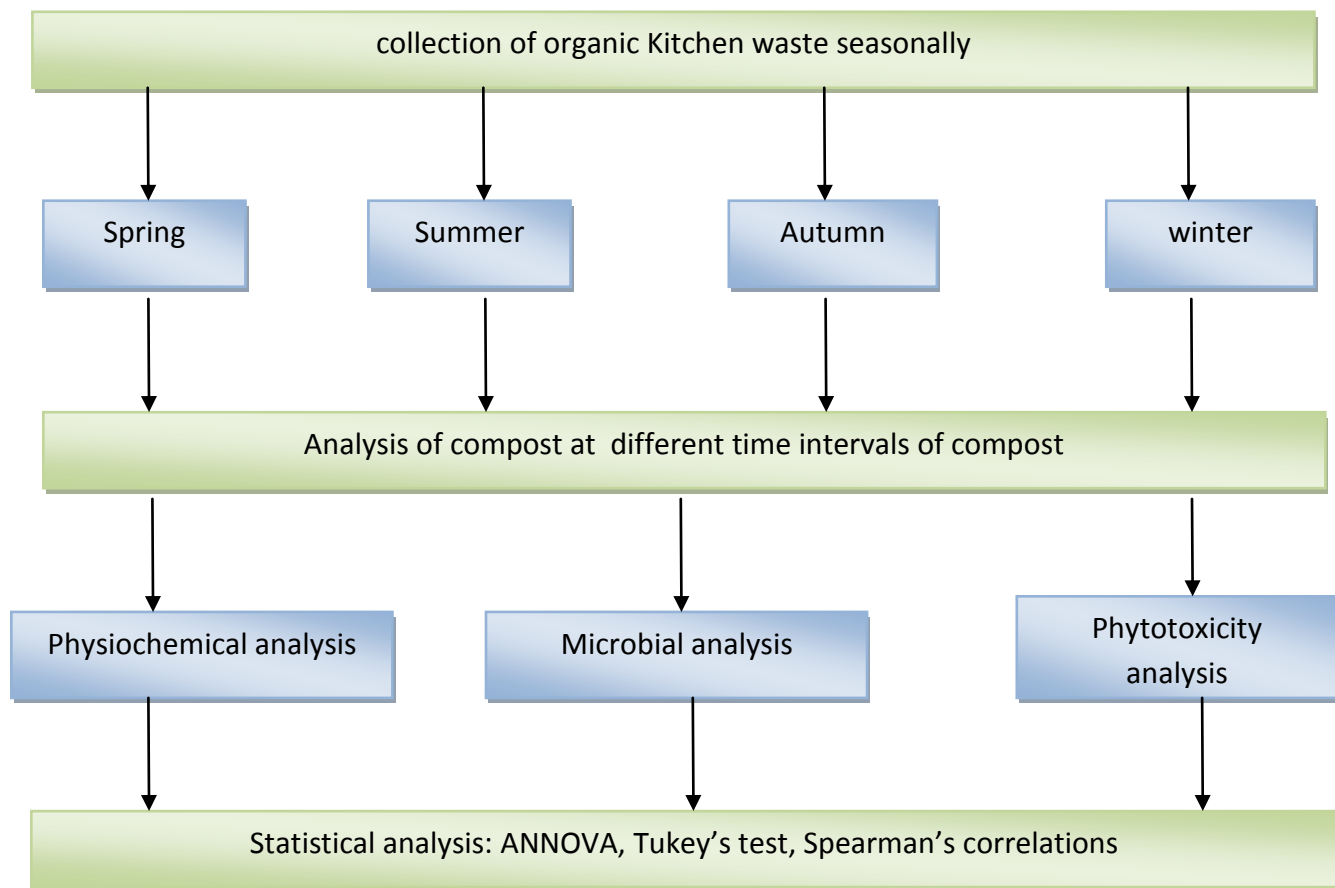 collection of organic Kitchen waste seasonally
Spring
Summer
Autumn
winter
Analysis of compost at  different time intervals of compost
Physiochemical analysis
Microbial analysis
Phytotoxicity
analysis
Statistical analysis: ANNOVA, Tukey’s test, Spearman’s correlations